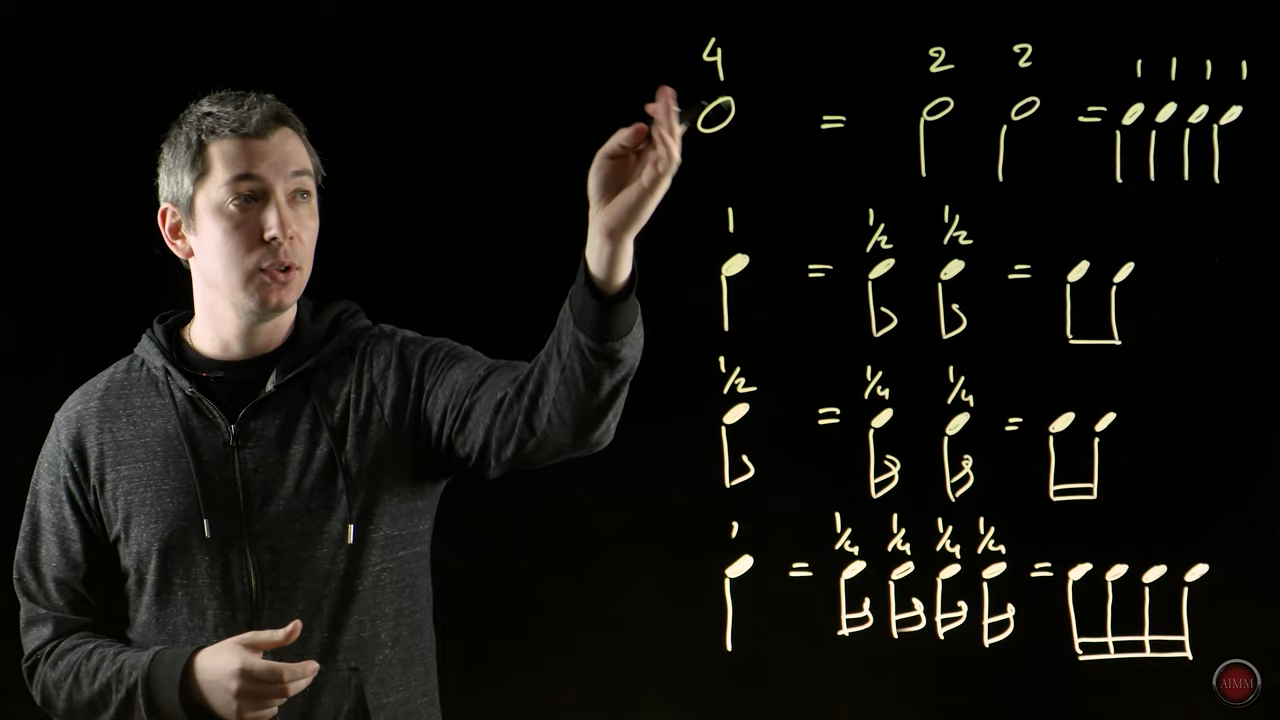 4 = 2 2 = 1 1 1 1
1 = 1/2 1/2 =
1/2 = 1/4 1/4 =
1 = 1/4 1/4 1/4 1/4 =
AIMM